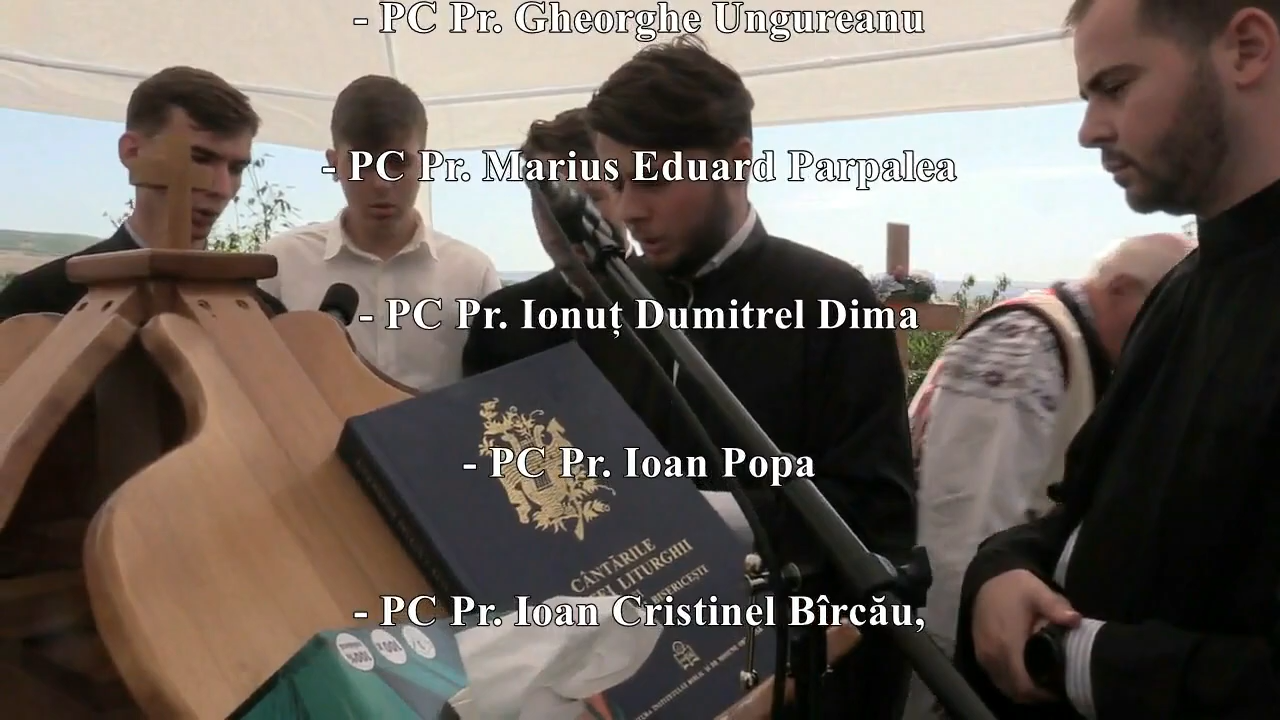 - PC Pr. Gheorghe Ungureanu
- PC Pr. Marius Eduard Parpalea
- PC Pr. Ionuț Dumitrel Dima
- PC Pr. Ioan Popa
CÂNTĂRILE
LITURGHII
BISERICEȘTI
- PC Pr. Ioan Cristinel Bîrcău,